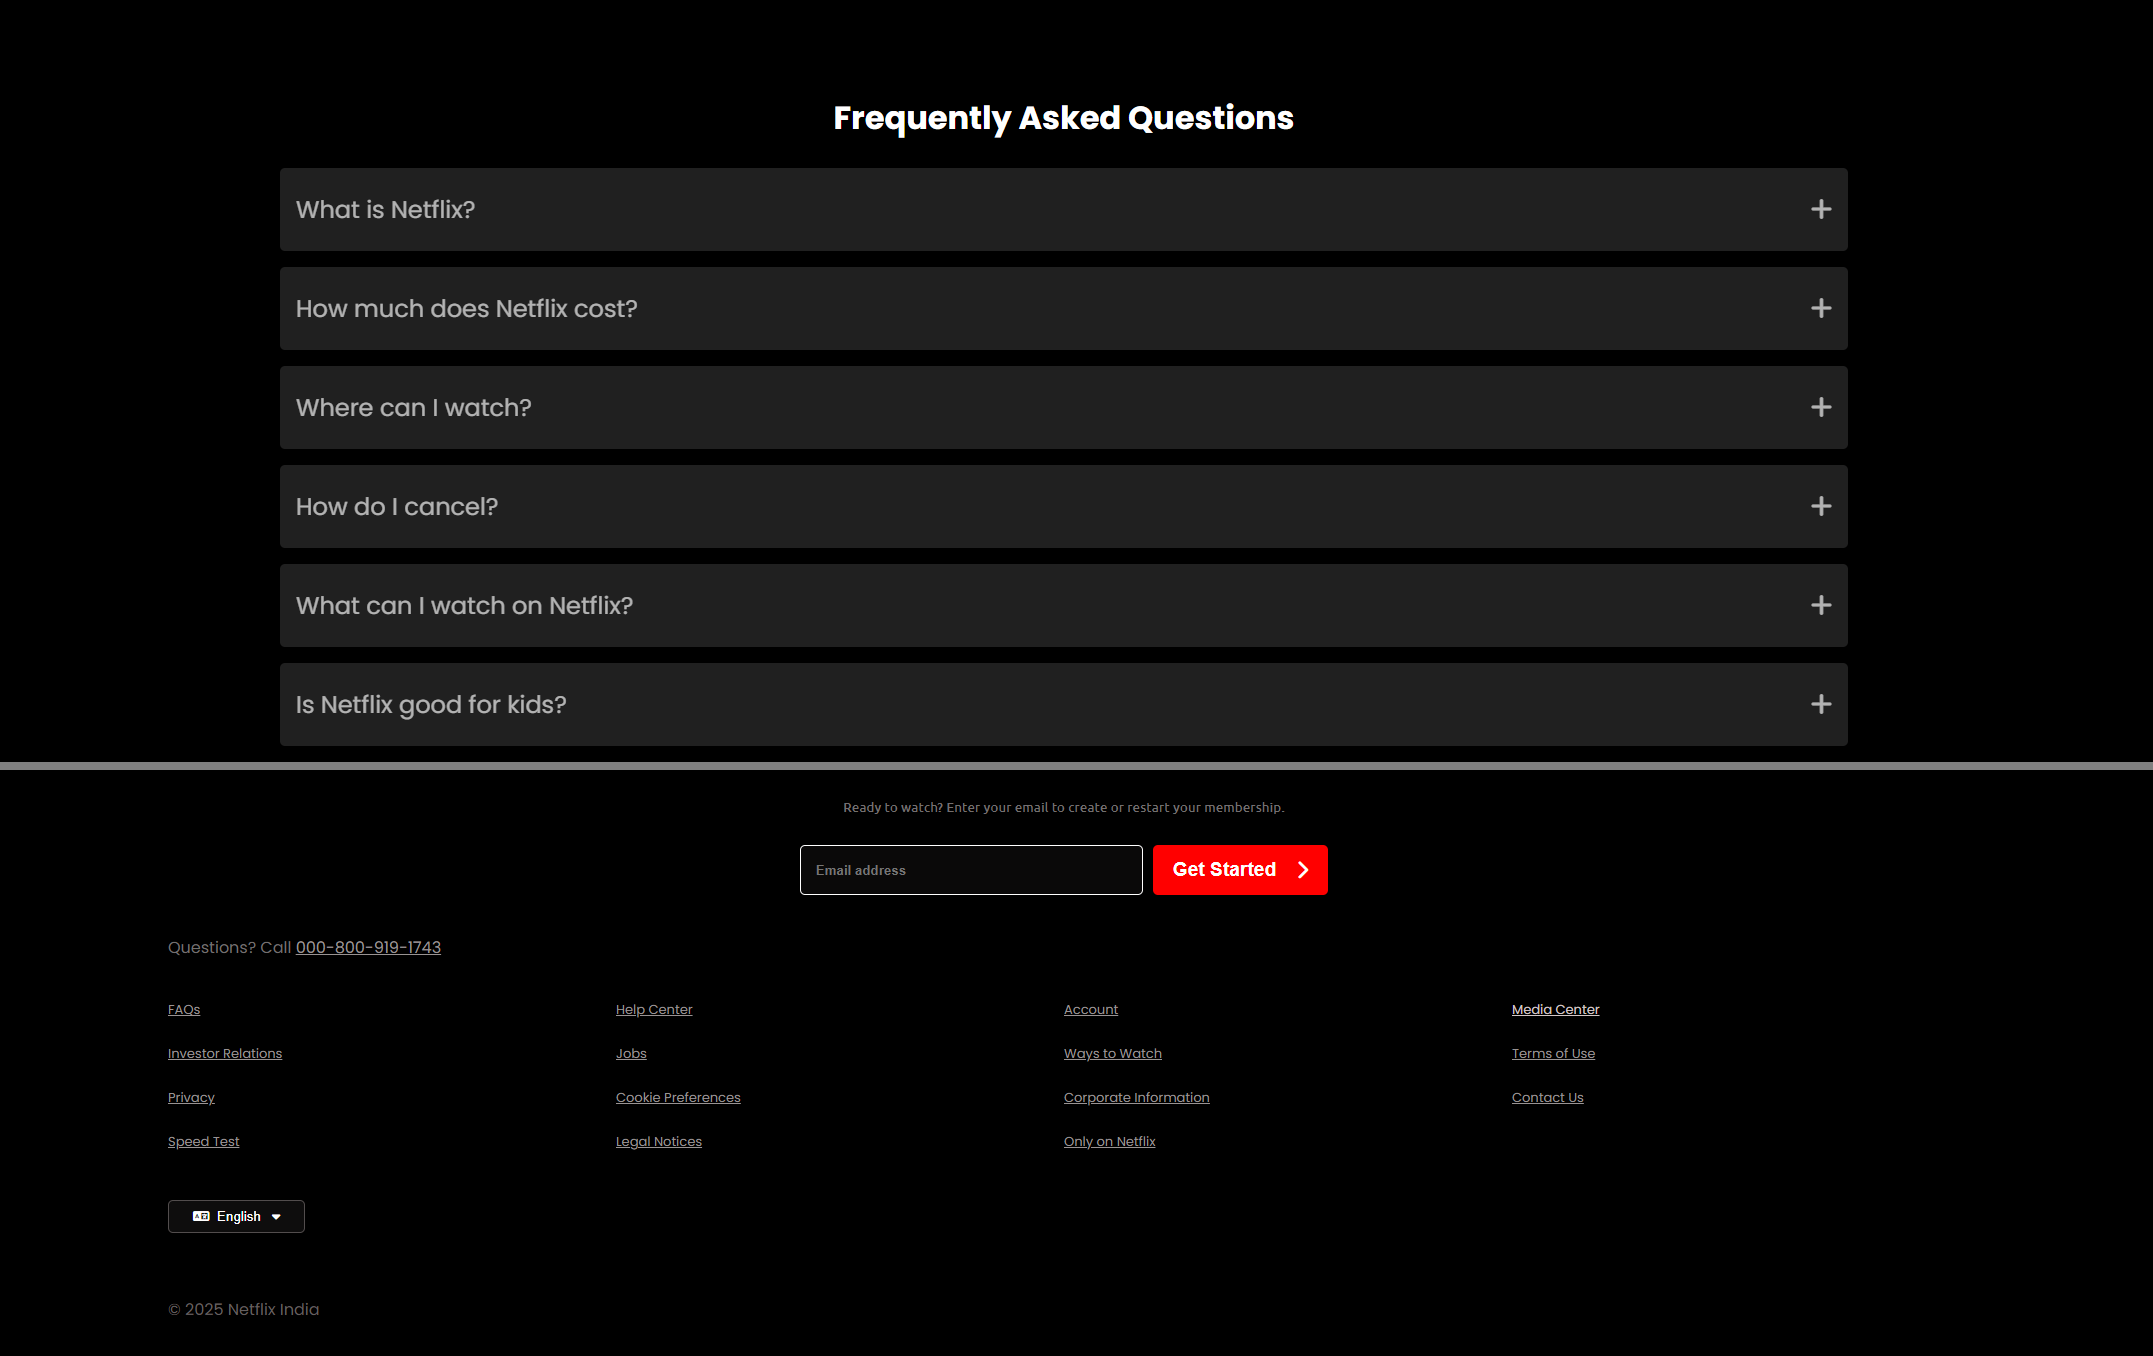 Frequently Asked Questions
What is Netflix?
How much does Netflix cost?
Where can I watch?
How do I cancel?
What can I watch on Netflix?
Is Netflix good for kids?
Ready to watch? Enter your email to create or restart your membership.
Email address
Get Started
Questions? Call 000-800-919-1743
FAQs Help Center Account Media Center
Investor Relations Jobs Ways to Watch Terms of Use
Privacy Cookie Preferences Corporate Information Contact Us
Speed Test Legal Notices Only on Netflix
English
© 2025 Netflix India